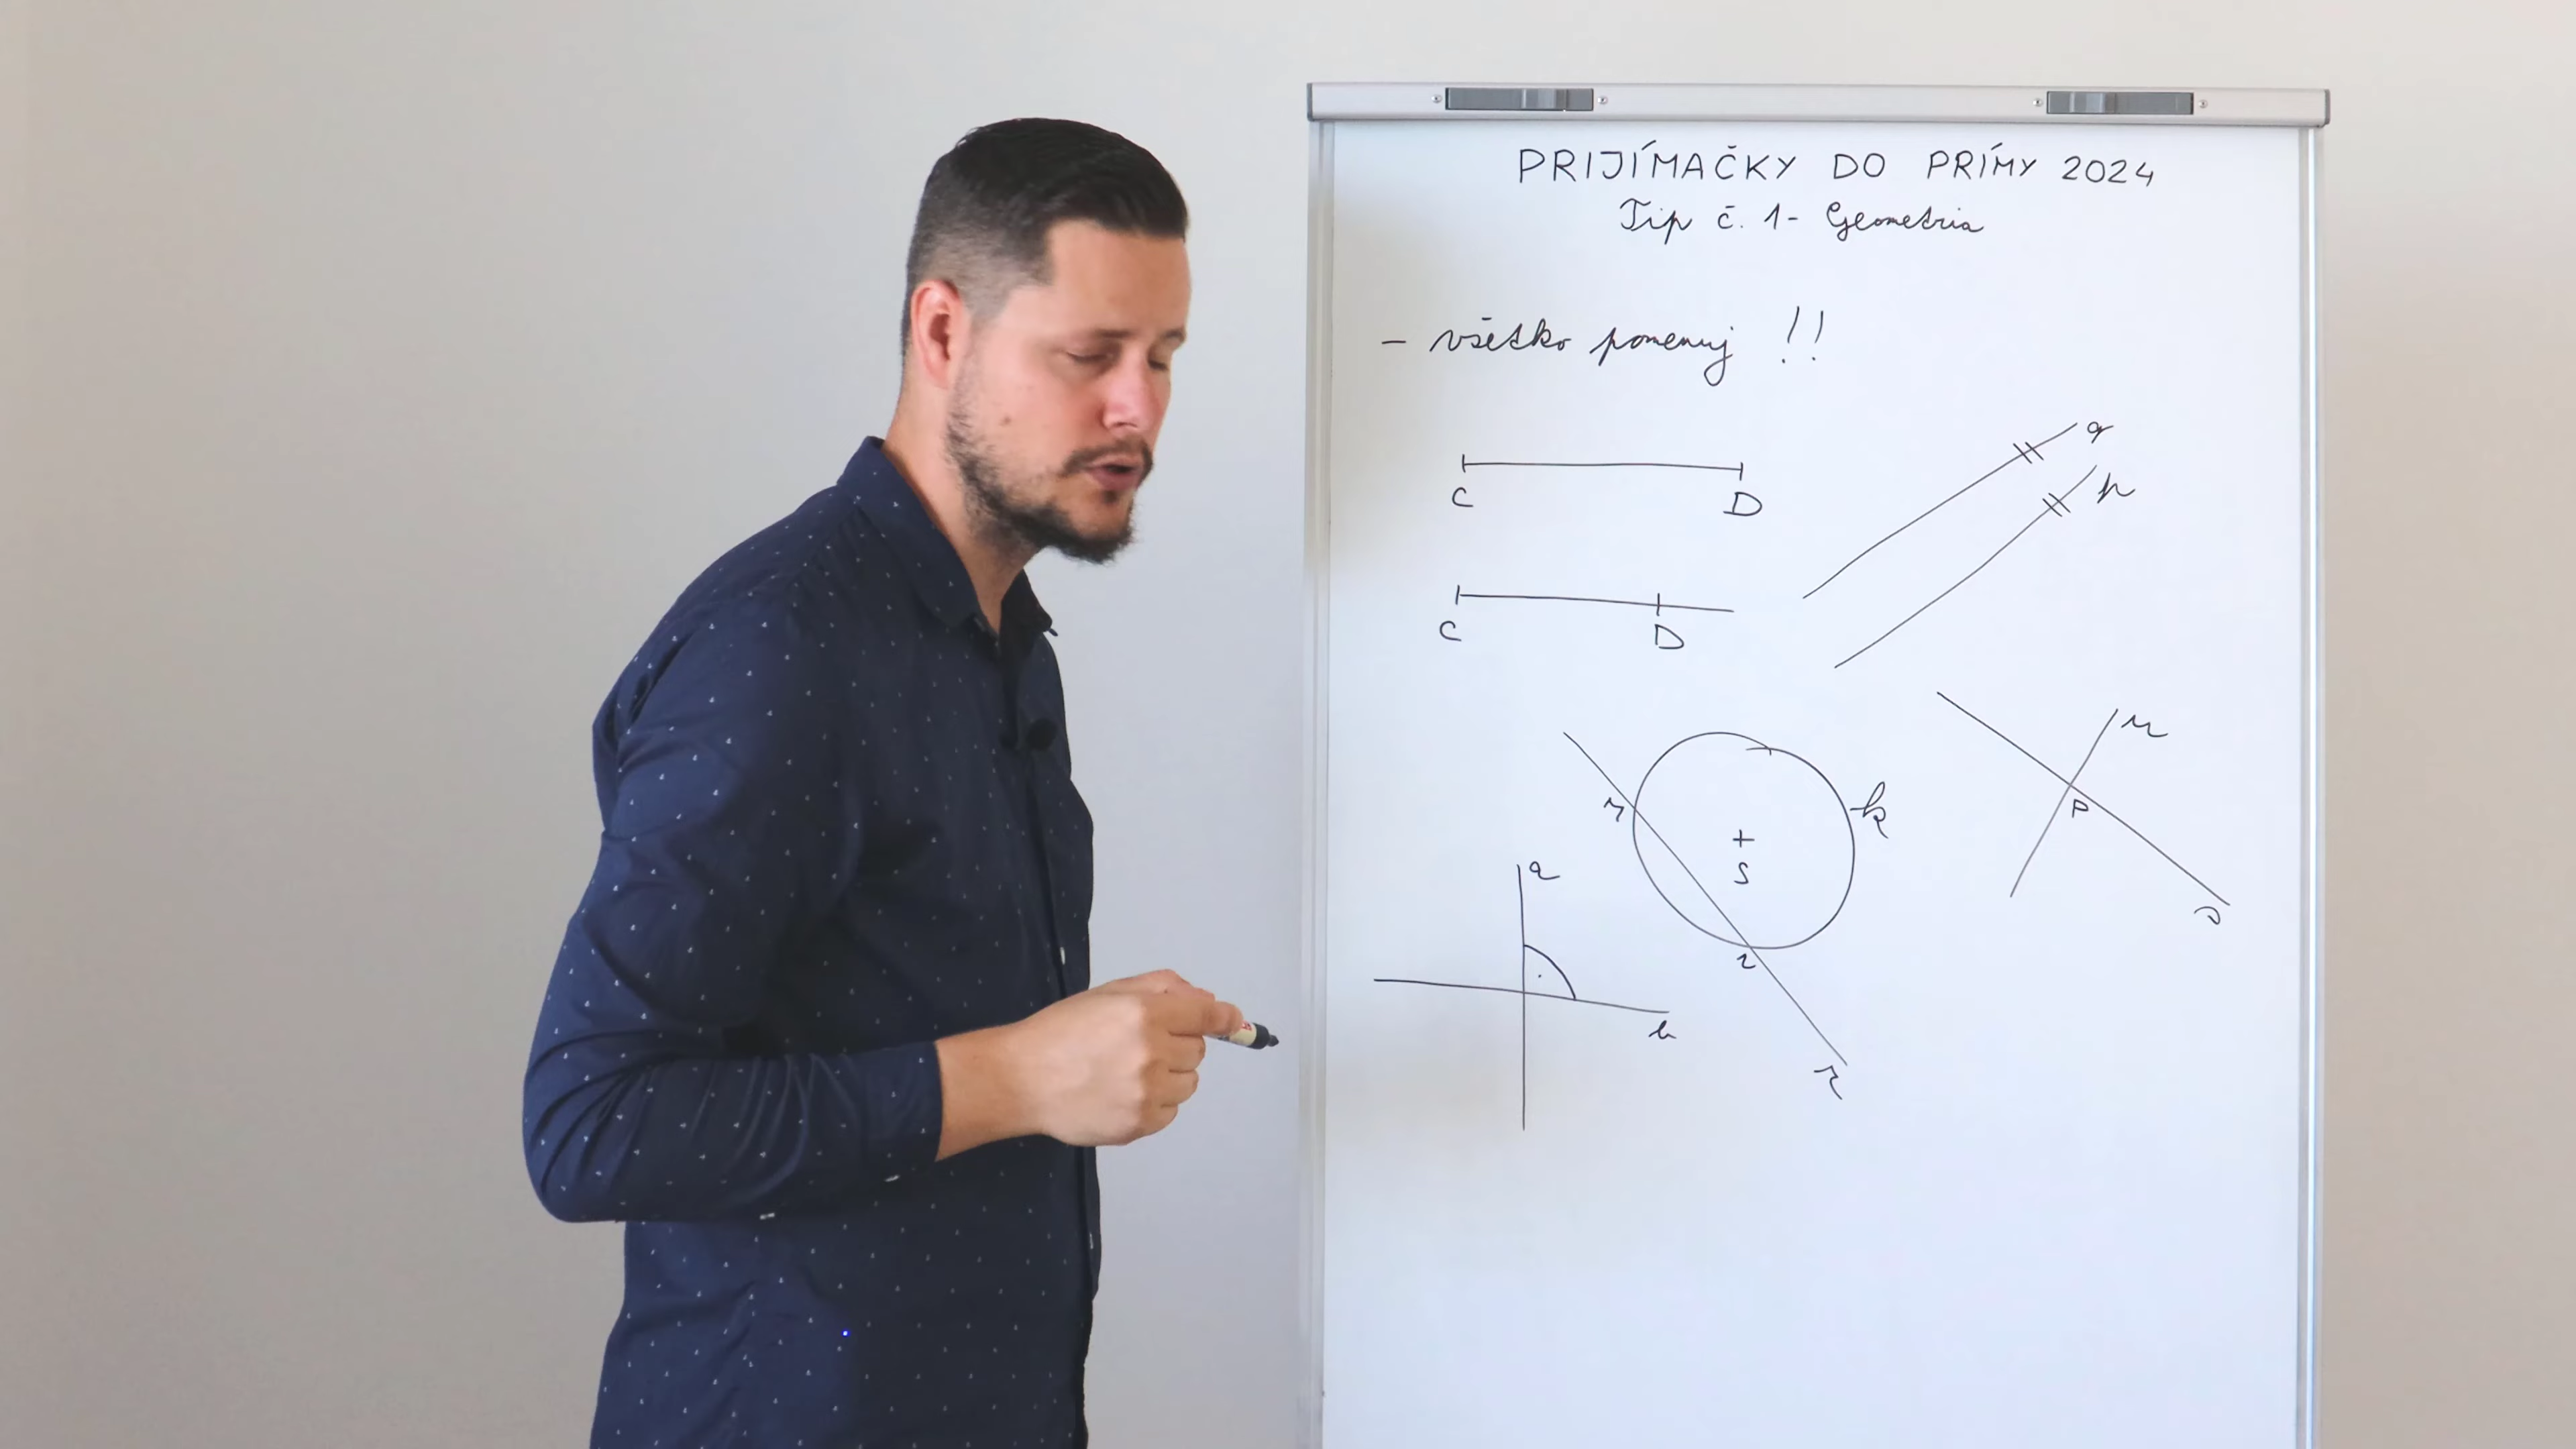 PRIJÍMAČKY DO PRÍMY 2024
Tip č. 1 - Geometria
- všetko pomenuj !!
C D
q
p
C D
k
S
P
a
b